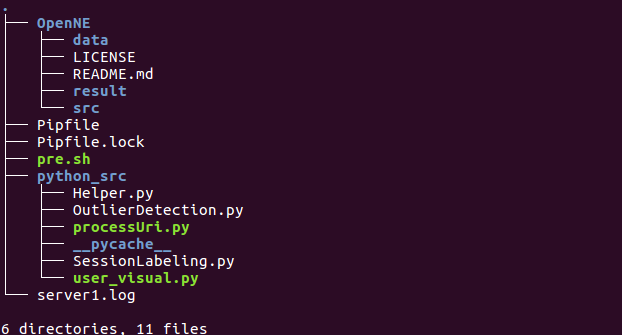 .
├── OpenNE
│   ├── data
│   ├── LICENSE
│   ├── README.md
│   ├── result
│   └── src
├── Pipfile
├── Pipfile.lock
├── pre.sh
├── python_src
│   ├── Helper.py
│   ├── OutlierDetection.py
│   ├── processUri.py
│   ├── __pycache__
│   ├── SessionLabeling.py
│   └── user_visual.py
└── server1.log
6 directories, 11 files